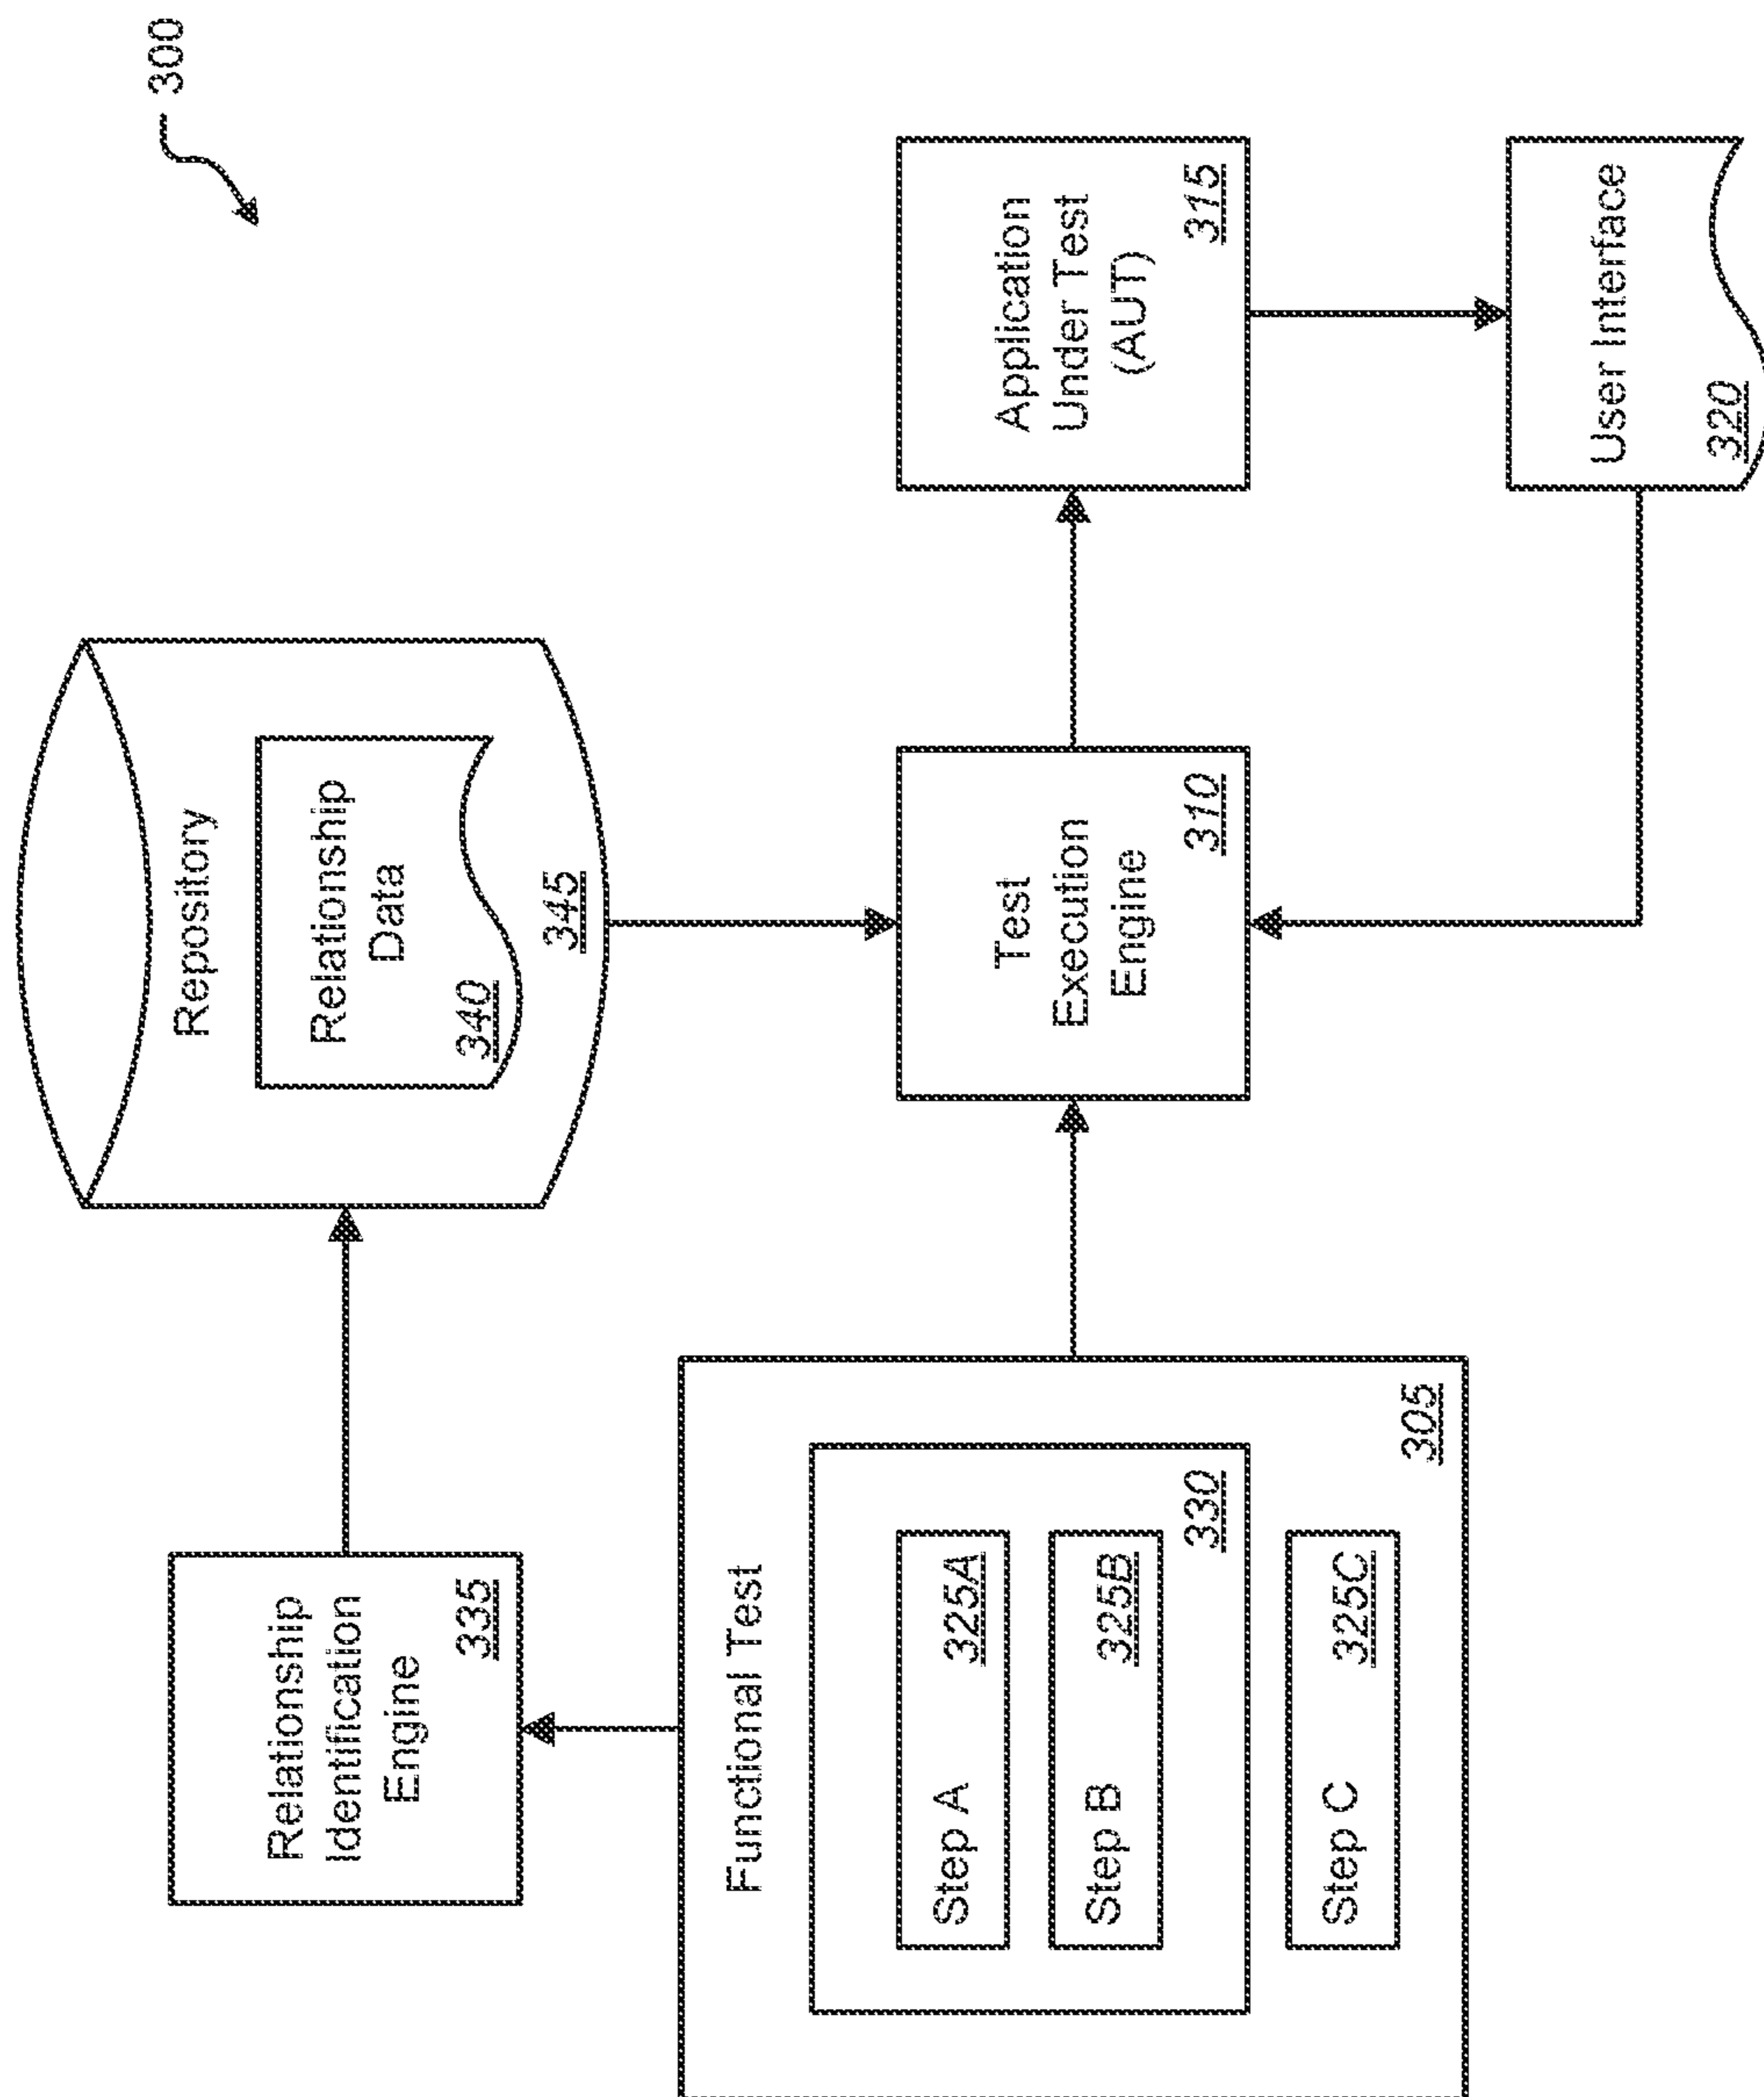 300
Repository
Relationship
Data
340
345
Relationship
Identification
Engine
335
Functional Test
Step A 325A
Step B 325B
330
Step C 325C
305
Test
Execution
Engine
310
Application
Under Test
(AUT)
315
User Interface
320